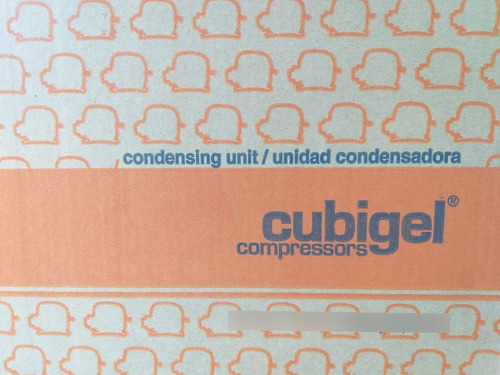 condensing unit / unidad condensadora
cubigel®
compressors